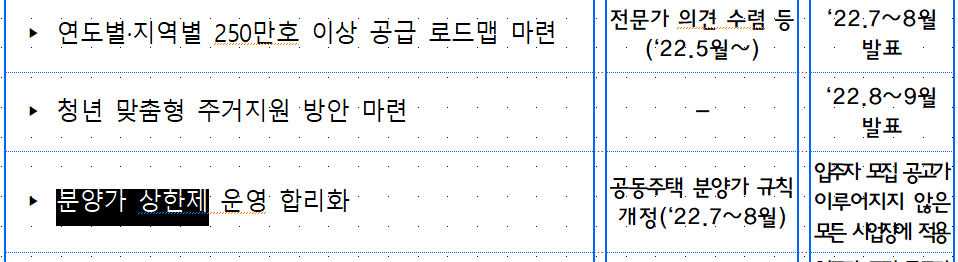 ▸ 연도별·지역별 250만호 이상 공급 로드맵 마련
전문가 의견 수렴 등
(‘22.5월~)
‘22.7~8월
발표
▸ 청년 맞춤형 주거지원 방안 마련
–
‘22.8~9월
발표
▸ 분양가 상한제 운영 합리화
공동주택 분양가 규칙
개정(‘22.7~8월)
입주자 모집 공고가
이루어지지 않은
모든 사업장에 적용